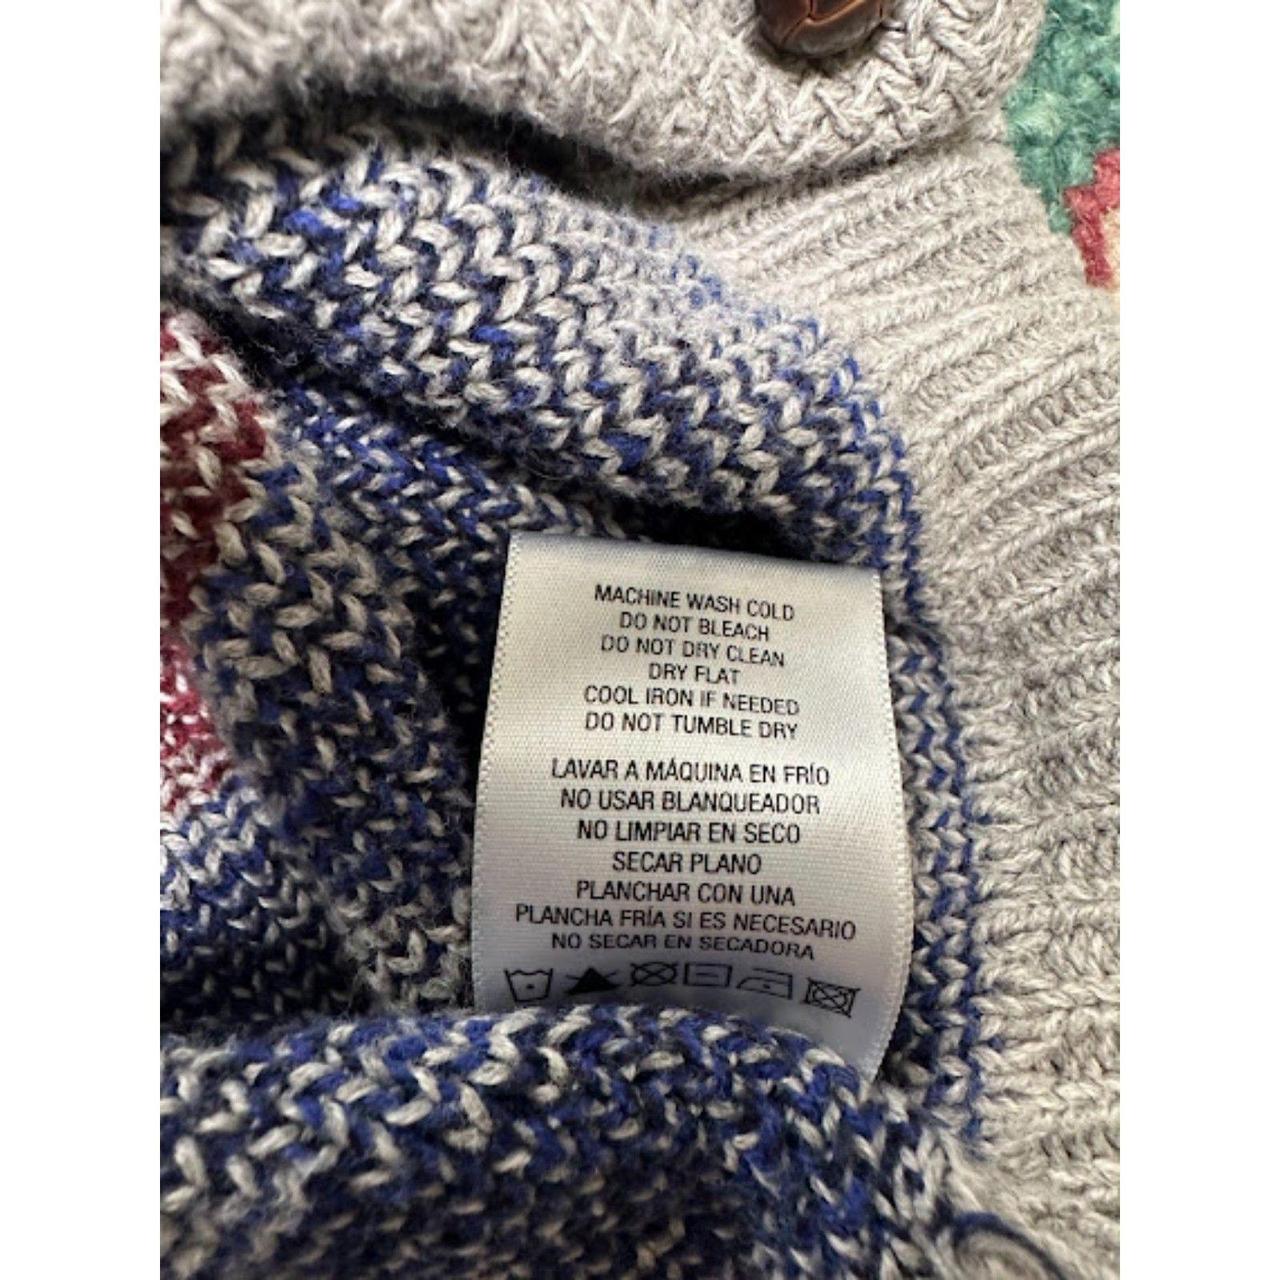 MACHINE WASH COLD
DO NOT BLEACH
DO NOT DRY CLEAN
DRY FLAT
COOL IRON IF NEEDED
DO NOT TUMBLE DRY
LAVAR A MÁQUINA EN FRÍO
NO USAR BLANQUEADOR
NO LIMPIAR EN SECO
SECAR PLANO
PLANCHAR CON UNA
PLANCHA FRÍA SI ES NECESARIO
NO SECAR EN SECADORA